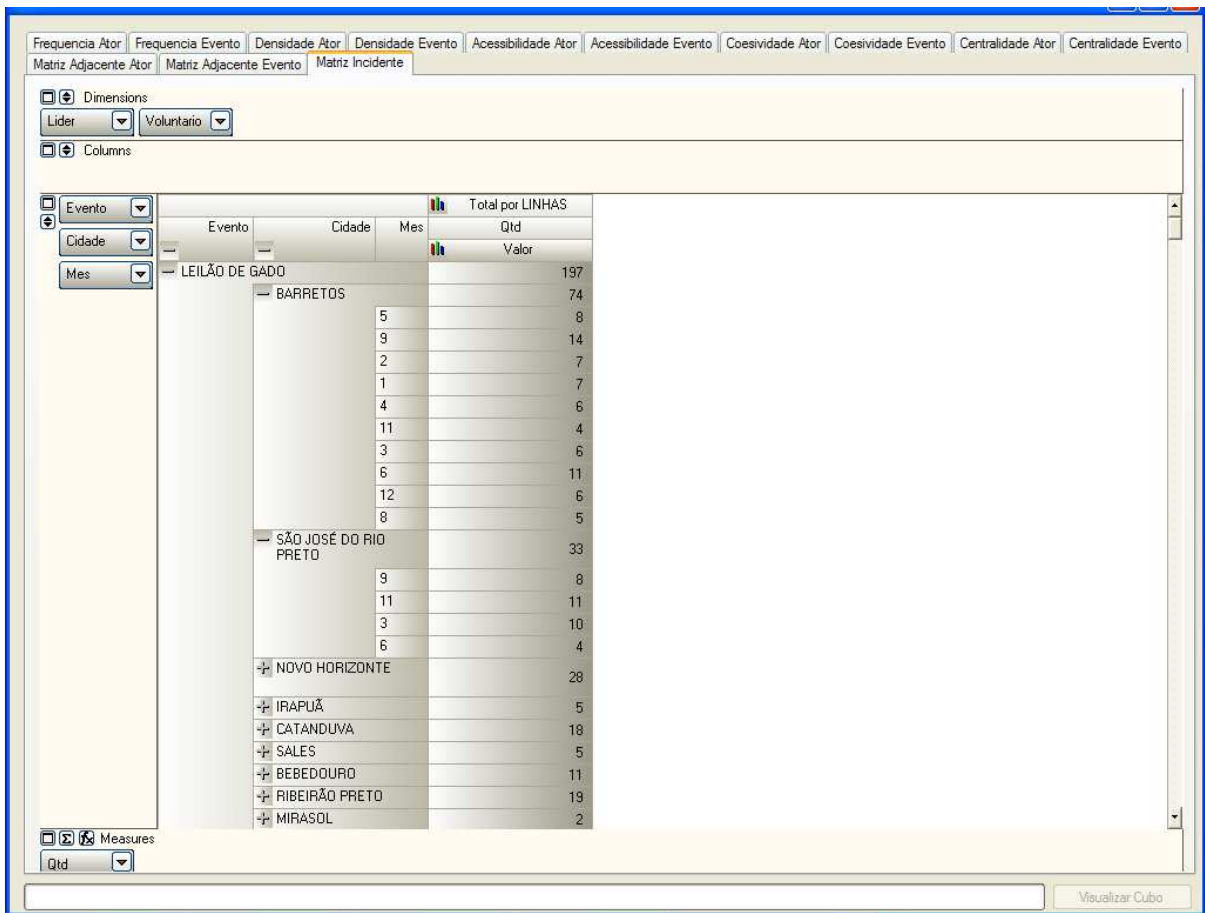 Frequencia Ator Frequencia Evento Densidade Ator Densidade Evento Acessibilidade Ator Acessibilidade Evento Coesividade Ator Coesividade Evento Centralidade Ator Centralidade Evento
Matriz Adjacente Ator Matriz Adjacente Evento Matriz Incidente
Dimensions
Lider Voluntario
Columns
Evento Total por LINHAS
Evento Cidade Mes Qtd
Cidade Valor
Mes LEILÃO DE GADO 197
BARRETOS 74
5 8
9 14
2 7
1 7
4 6
11 4
3 6
6 11
12 6
8 5
SÃO JOSÉ DO RIO
PRETO 33
9 8
11 11
3 10
6 4
NOVO HORIZONTE 28
IRAPUÃ 5
CATANDUVA 18
SALES 5
BEBEDOURO 11
RIBEIRÃO PRETO 19
MIRASOL 2
Measures
Qtd
Visualizar Cubo